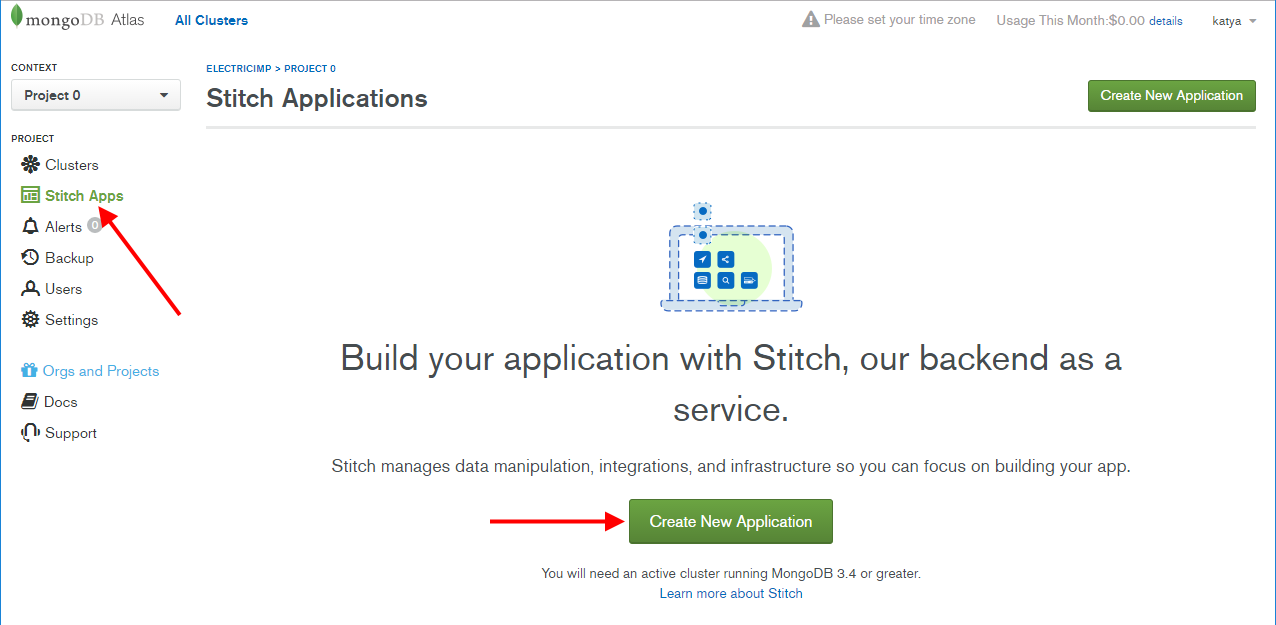 mongoDB Atlas
All Clusters
Please set your time zone
Usage This Month:$0.00 details
katya
CONTEXT
Project 0
PROJECT
Clusters
Stitch Apps
Alerts 0
Backup
Users
Settings
Orgs and Projects
Docs
Support
ELECTRICIMP > PROJECT 0
Stitch Applications
Create New Application
Build your application with Stitch, our backend as a
service.
Stitch manages data manipulation, integrations, and infrastructure so you can focus on building your app.
Create New Application
You will need an active cluster running MongoDB 3.4 or greater.
Learn more about Stitch